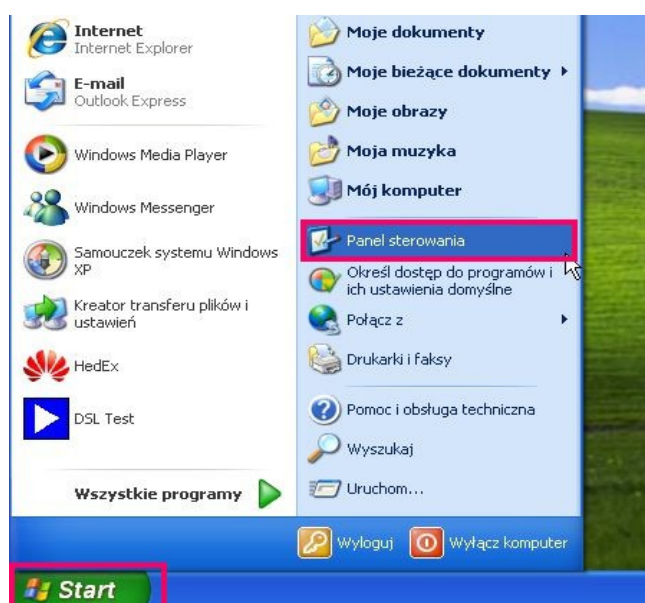 Internet
Internet Explorer
E-mail
Outlook Express
Windows Media Player
Windows Messenger
Samouczek systemu Windows
XP
Kreator transferu plików i
ustawień
HedEx
DSL Test
Wszystkie programy
Moje dokumenty
Moje bieżące dokumenty
Moje obrazy
Moja muzyka
Mój komputer
Panel sterowania
Określ dostęp do programów i
ich ustawienia domyślne
Połącz z
Drukarki i faksy
Pomoc i obsługa techniczna
Wyszukaj
Uruchom...
Wyloguj
Wyłącz komputer
Start